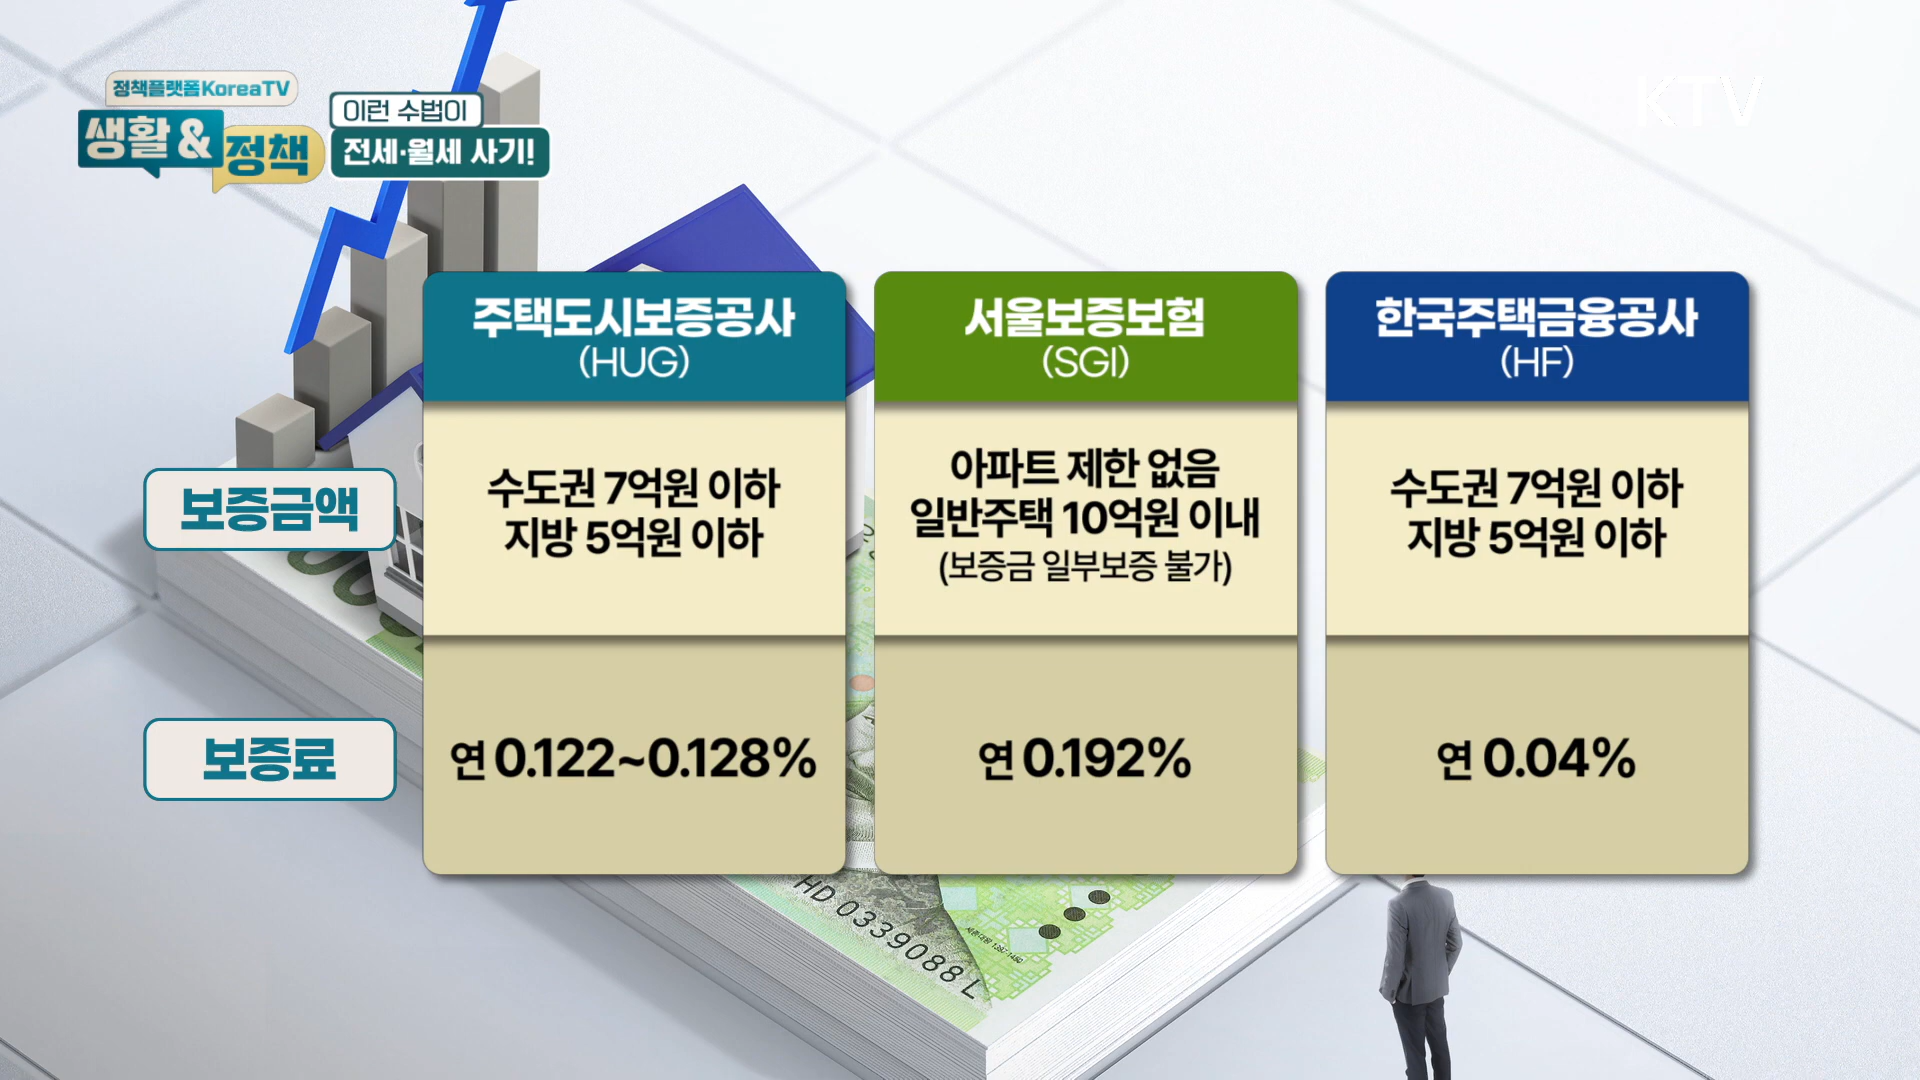 정책플랫폼KoreaTV
생활 & 정책
이런 수법이
전세·월세 사기!
KTV
주택도시보증공사
(HUG)
서울보증보험
(SGI)
한국주택금융공사
(HF)
보증금액
수도권 7억원 이하
지방 5억원 이하
아파트 제한 없음
일반주택 10억원 이내
(보증금 일부보증 불가)
수도권 7억원 이하
지방 5억원 이하
보증료
연 0.122~0.128%
연 0.192%
연 0.04%
HD 0339088 L